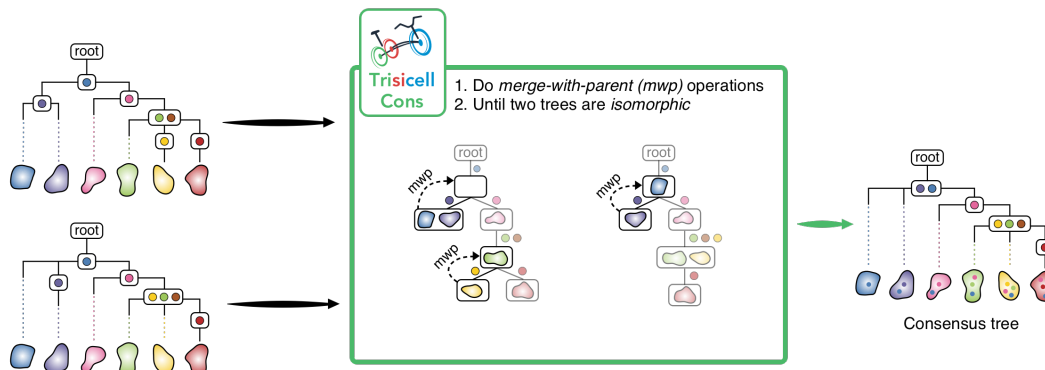 root
Trisicell
Cons
1. Do merge-with-parent (mwp) operations
2. Until two trees are isomorphic
root
mwp
mwp
root
mwp
root
root
Consensus tree